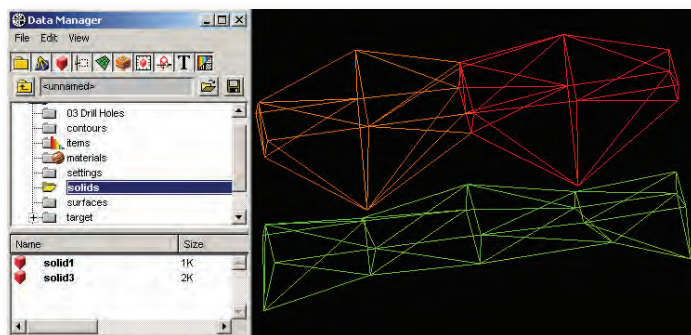 Data Manager
File Edit View
T
<unnamed>
03 Drill Holes
contours
items
materials
settings
solids
surfaces
target
Name Size
solid1 1K
solid3 2K